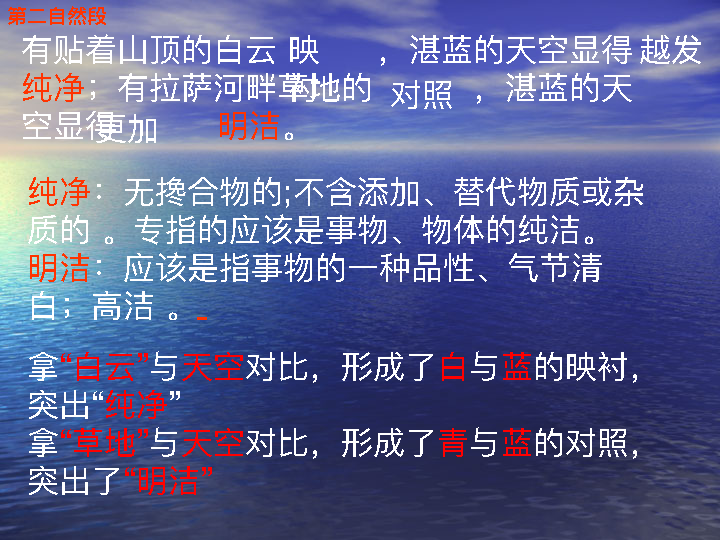 第二自然段
有贴着山顶的白云 映 ，湛蓝的天空显得 越发
纯净；有拉萨河畔草地的 对照 ，湛蓝的天
空显得更加 明洁。
纯净：无搀合物的;不含添加、替代物质或杂
质的 。专指的应该是事物、物体的纯洁。
明洁：应该是指事物的一种品性、气节清
白；高洁 。
拿“白云”与天空对比，形成了白与蓝的映衬，
突出“纯净”
拿“草地”与天空对比，形成了青与蓝的对照，
突出了“明洁”